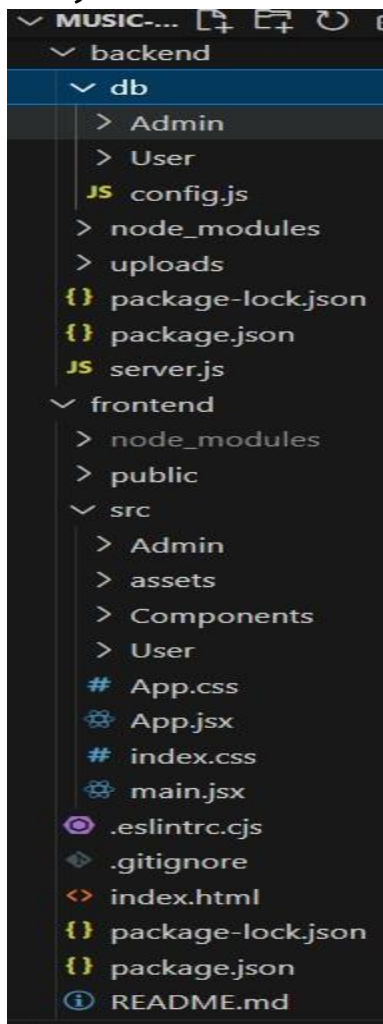 MUSIC-...
backend
db
Admin
User
JS config.js
node_modules
uploads
{} package-lock.json
{} package.json
JS server.js
frontend
node_modules
public
src
Admin
assets
Components
User
# App.css
App.jsx
# index.css
main.jsx
.eslintrc.cjs
.gitignore
<> index.html
{} package-lock.json
{} package.json
README.md